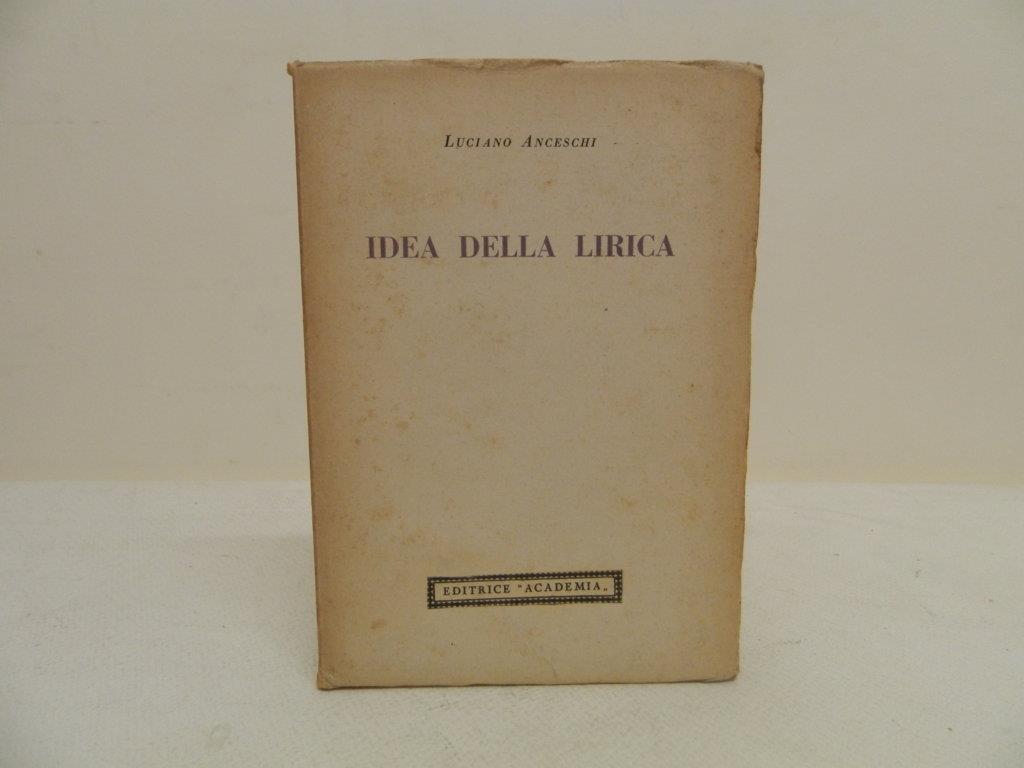 LUCIANO ANCESCHI
IDEA DELLA LIRICA
EDITRICE "ACADEMIA„